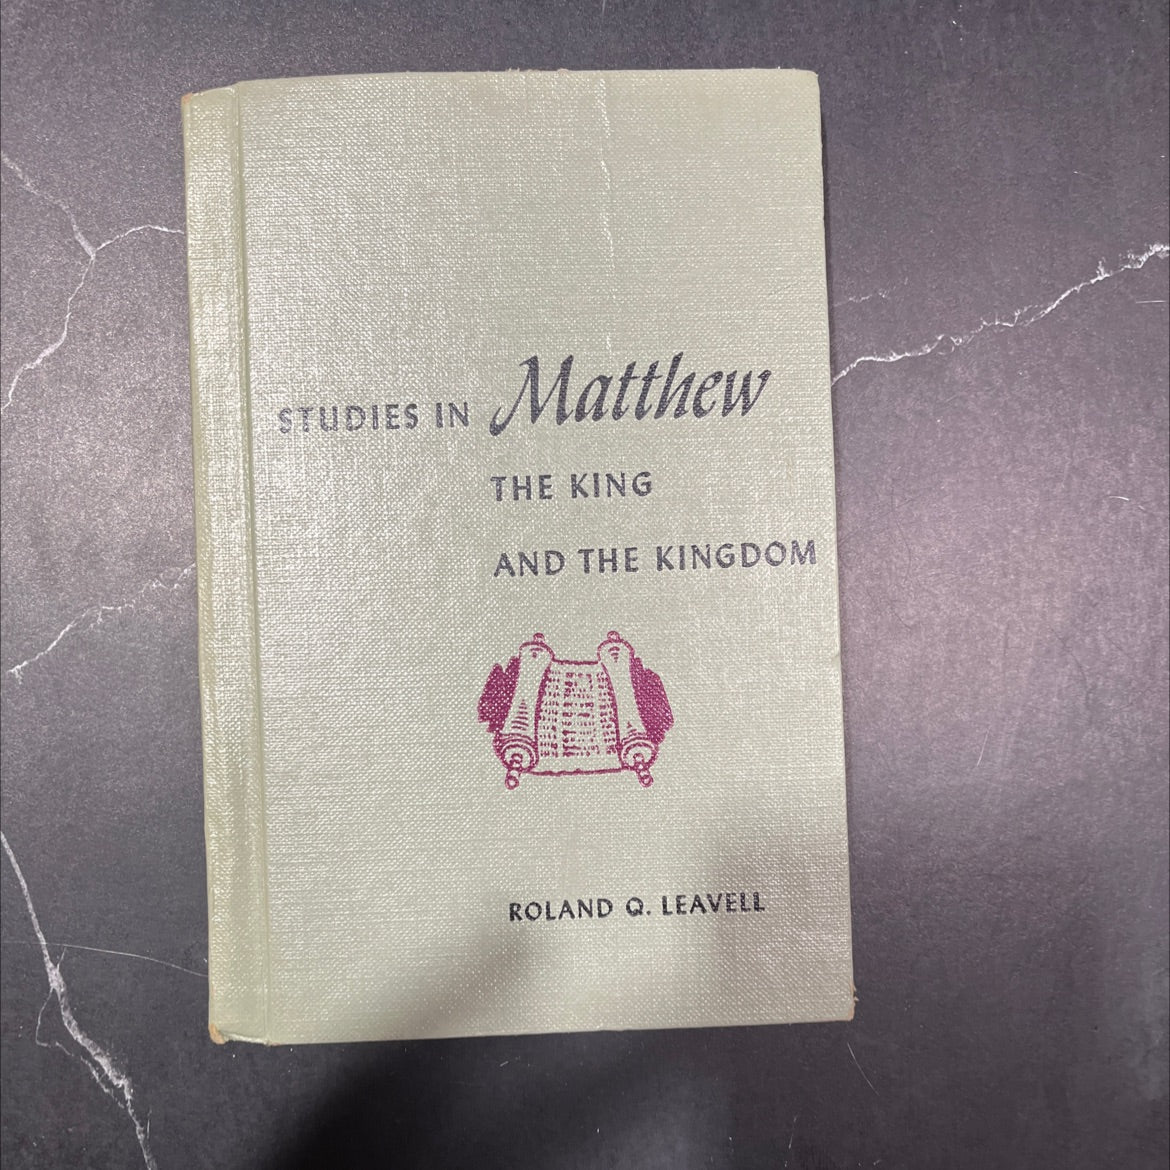 STUDIES IN Matthew
THE KING
AND THE KINGDOM
ROLAND Q. LEAVELL